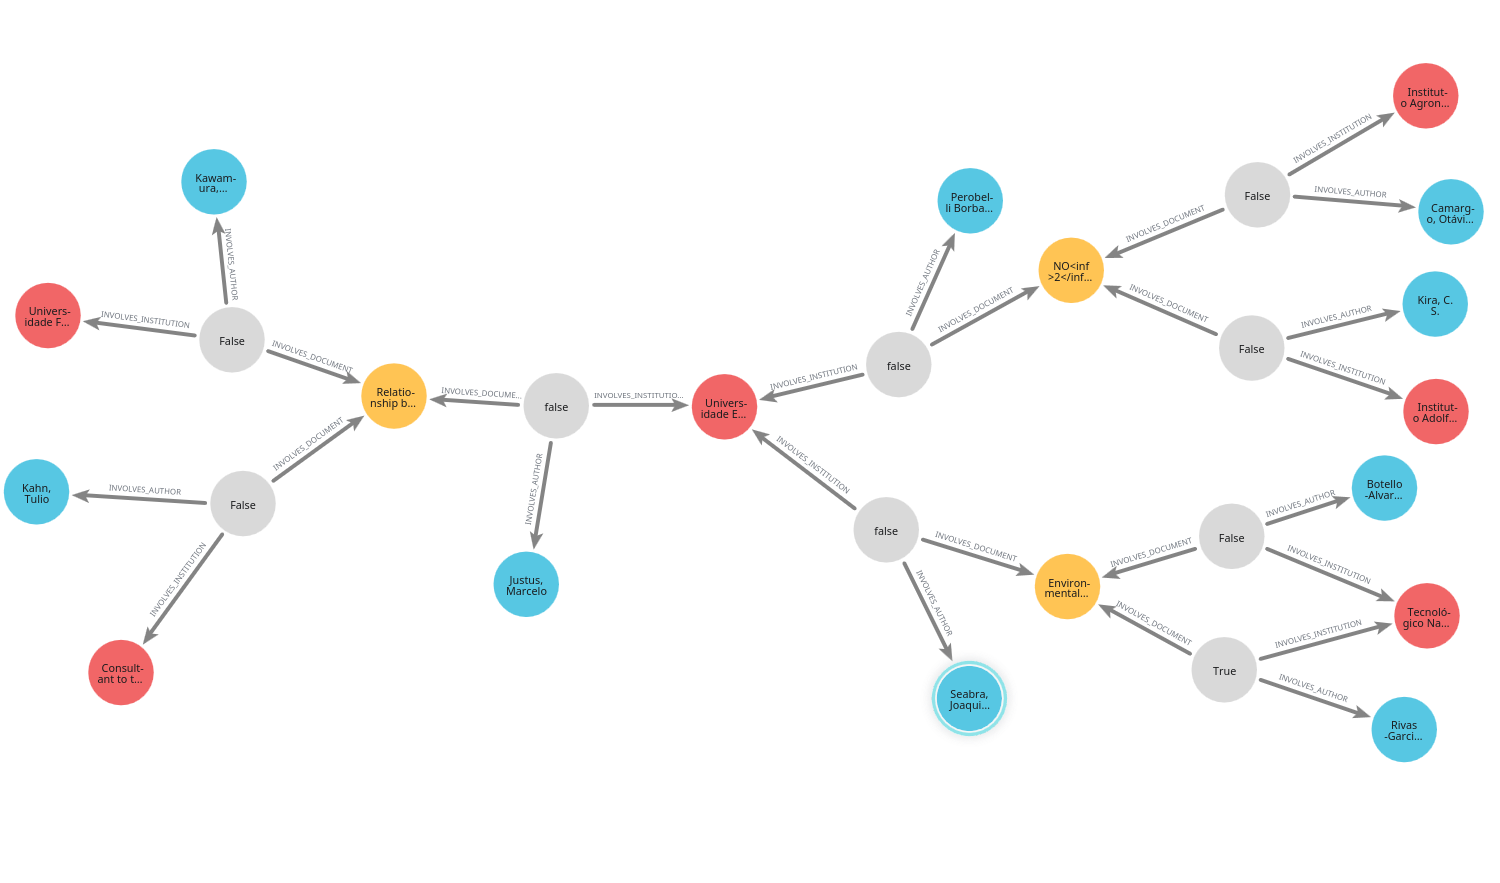 Institut-
o Agron...
INVOLVES_INSTITUTION
False
INVOLVES_AUTHOR
Camarg-
o, Otávi...
INVOLVES_DOCUMENT
Kawam-
ura,...
INVOLVES_AUTHOR
Perobel-
li Borba...
INVOLVES_AUTHOR
NO<inf
>2</inf...
INVOLVES_DOCUMENT
INVOLVES_DOCUMENT
Kira, C.
S.
INVOLVES_AUTHOR
False
INVOLVES_INSTITUTION
Institut-
o Adolf...
Univers-
idade F...
INVOLVES_INSTITUTION
False
INVOLVES_DOCUMENT
Relatio-
nship b...
INVOLVES_DOCUME...
false
INVOLVES_INSTITUTIO...
Univers-
idade E...
INVOLVES_INSTITUTION
false
INVOLVES_DOCUMENT
Kahn,
Tulio
INVOLVES_AUTHOR
False
INVOLVES_INSTITUTION
Consult-
ant to t...
INVOLVES_AUTHOR
Justus,
Marcelo
INVOLVES_INSTITUTION
false
INVOLVES_DOCUMENT
INVOLVES_AUTHOR
Seabra,
Joaqui...
Environ-
mental...
INVOLVES_DOCUMENT
False
INVOLVES_AUTHOR
Botello
-Alvar...
INVOLVES_INSTITUTION
Tecnoló-
gico Na...
INVOLVES_DOCUMENT
True
INVOLVES_INSTITUTION
INVOLVES_AUTHOR
Rivas
-Garci...